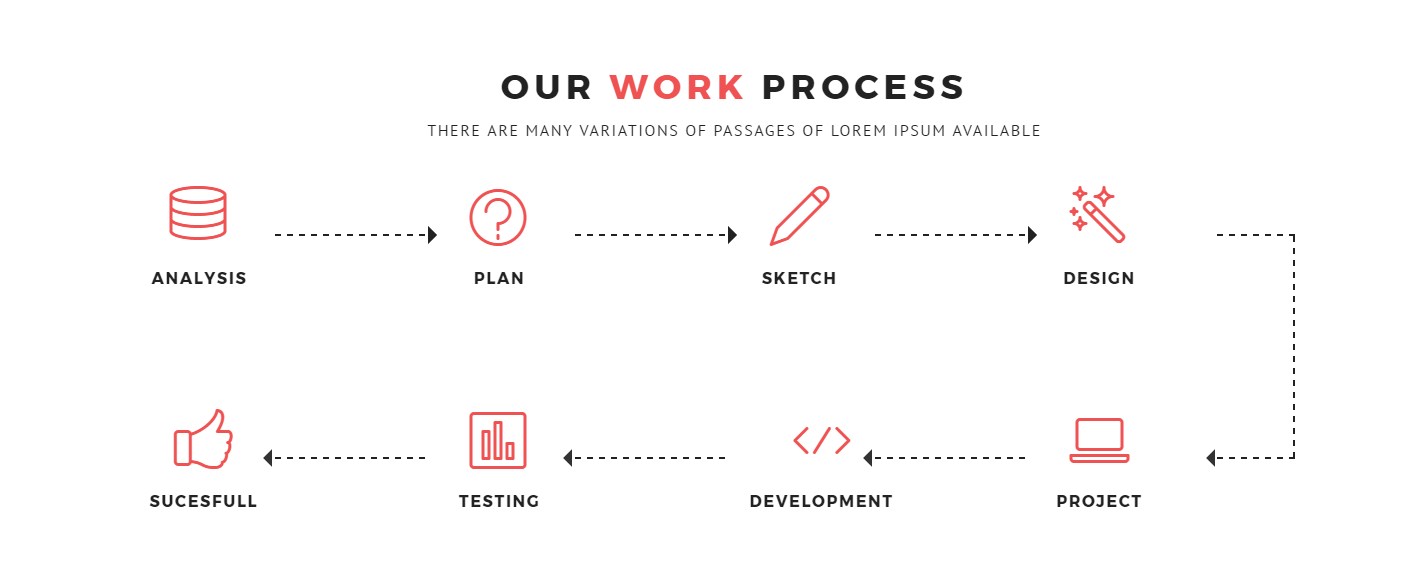 OUR WORK PROCESS
THERE ARE MANY VARIATIONS OF PASSAGES OF LOREM IPSUM AVAILABLE
ANALYSIS
PLAN
SKETCH
DESIGN
SUCESFULL
TESTING
DEVELOPMENT
PROJECT